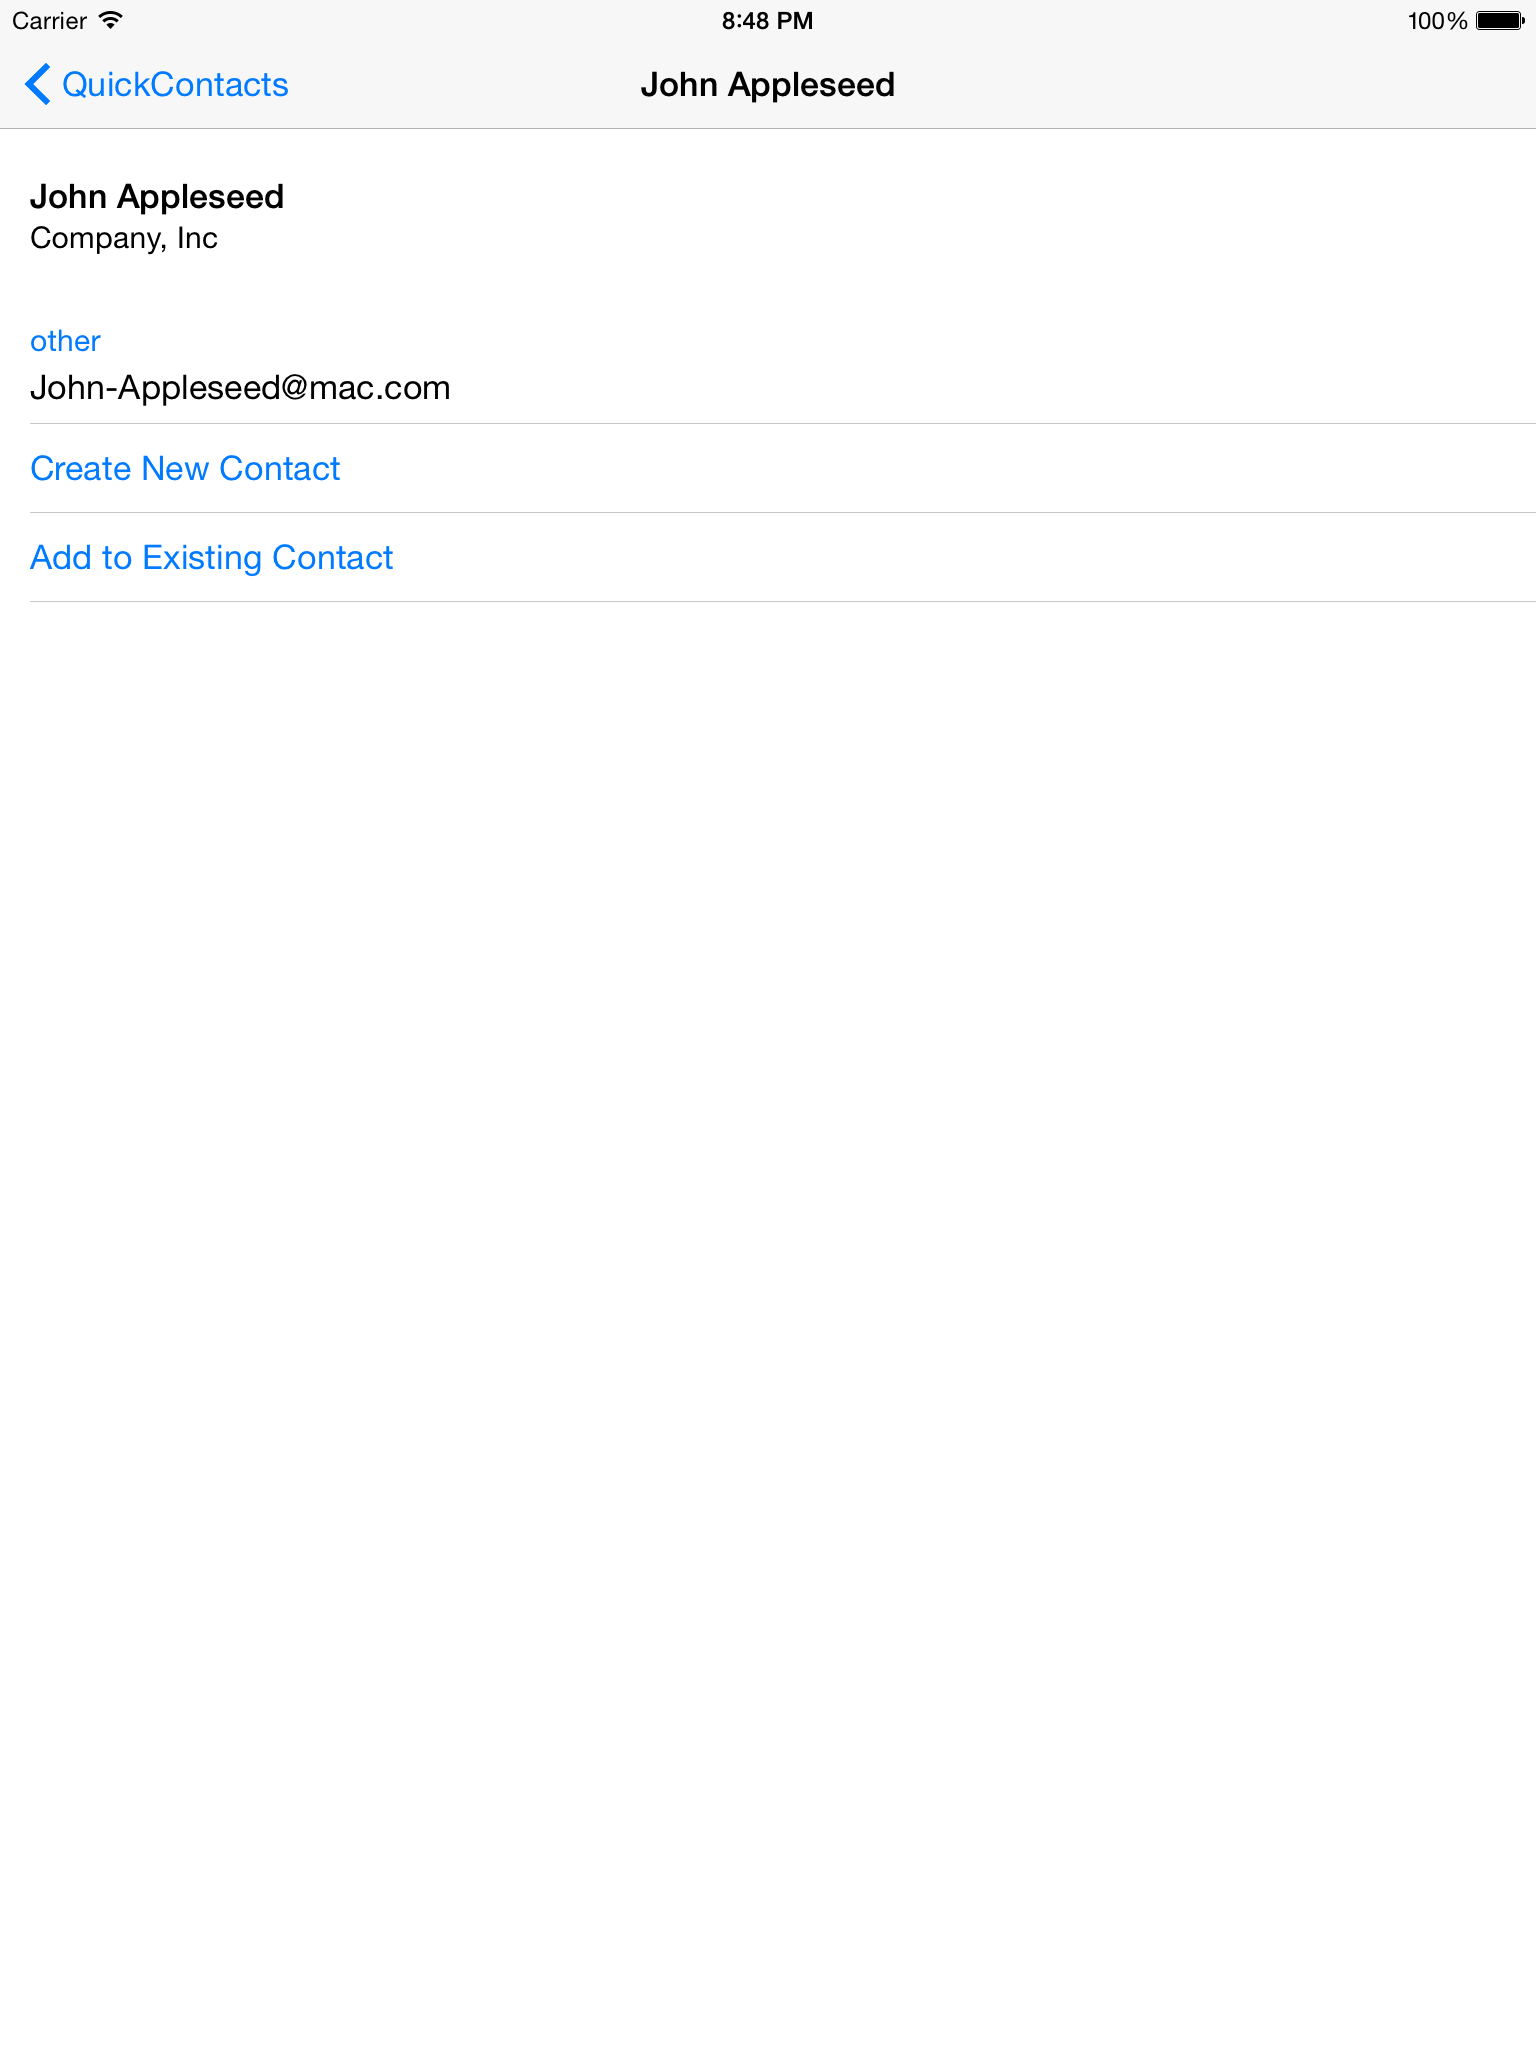 Carrier 8:48 PM 100%
QuickContacts John Appleseed
John Appleseed
Company, Inc
other
John-Appleseed@mac.com
Create New Contact
Add to Existing Contact